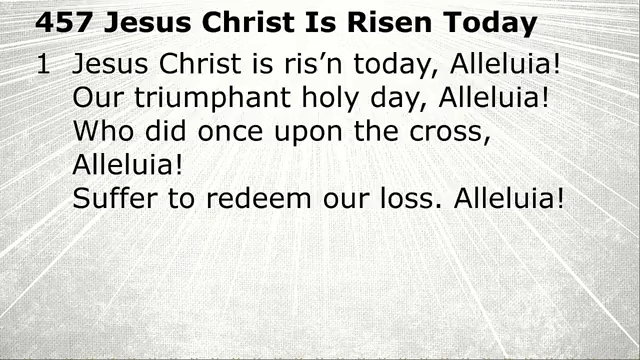 457 Jesus Christ Is Risen Today
1 Jesus Christ is ris’n today, Alleluia!
Our triumphant holy day, Alleluia!
Who did once upon the cross,
Alleluia!
Suffer to redeem our loss. Alleluia!